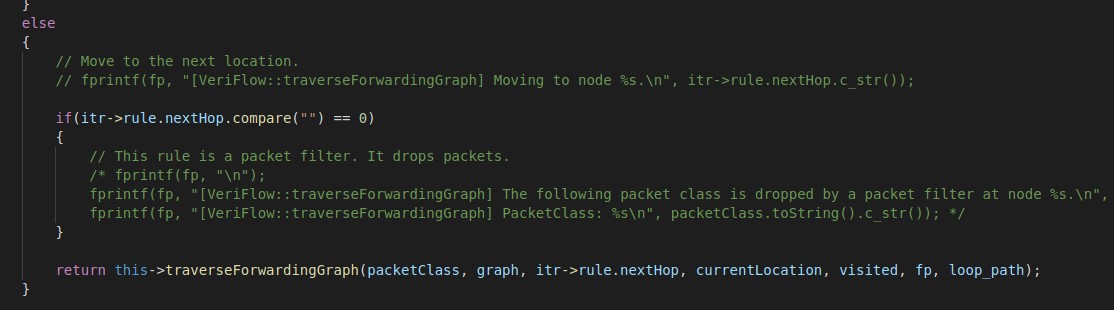 }
else
{
// Move to the next location.
// fprintf(fp, "[VeriFlow::traverseForwardingGraph] Moving to node %s.\n", itr->rule.nextHop.c_str());
if(itr->rule.nextHop.compare("") == 0)
{
// This rule is a packet filter. It drops packets.
/* fprintf(fp, "\n");
fprintf(fp, "[VeriFlow::traverseForwardingGraph] The following packet class is dropped by a packet filter at node %s.\n",
fprintf(fp, "[VeriFlow::traverseForwardingGraph] PacketClass: %s\n", packetClass.toString().c_str()); */
}
return this->traverseForwardingGraph(packetClass, graph, itr->rule.nextHop, currentLocation, visited, fp, loop_path);
}